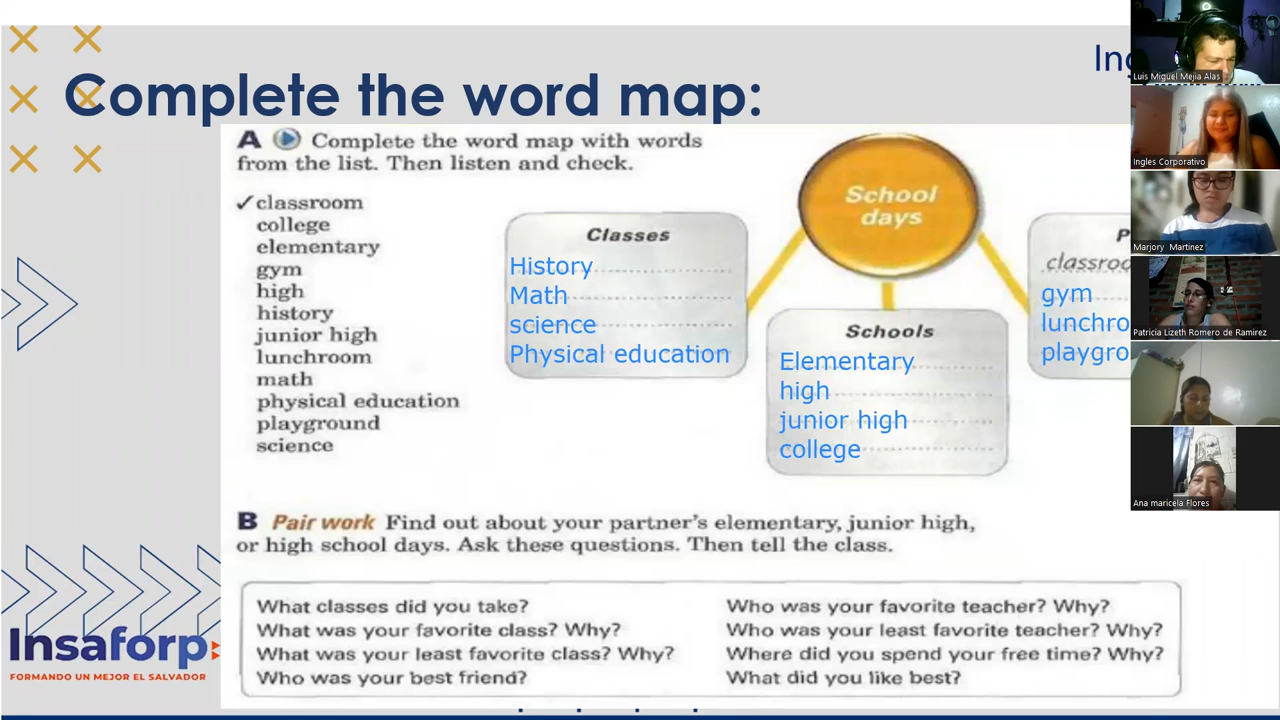 Ing
Complete the word map:
A Complete the word map with words
from the list. Then listen and check.
✓classroom
college
elementary
gym
high
history
junior high
lunchroom
math
physical education
playground
science
Classes
History
Math
science
Physical education
School
days
Schools
Elementary
high
junior high
college
P
classroo
gym
lunchro
playgro
B Pair work Find out about your partner's elementary, junior high,
or high school days. Ask these questions. Then tell the class.
What classes did you take?
What was your favorite class? Why?
What was your least favorite class? Why?
Who was your best friend?
Who was your favorite teacher? Why?
Who was your least favorite teacher? Why?
Where did you spend your free time? Why?
What did you like best?
Insaforp
FORMANDO UN MEJOR EL SALVADOR
Luis Miguel Mejia Alas
Ingles Corporativo
Marjory Martinez
Patricia Lizeth Romero de Ramirez
Ana maricela Flores